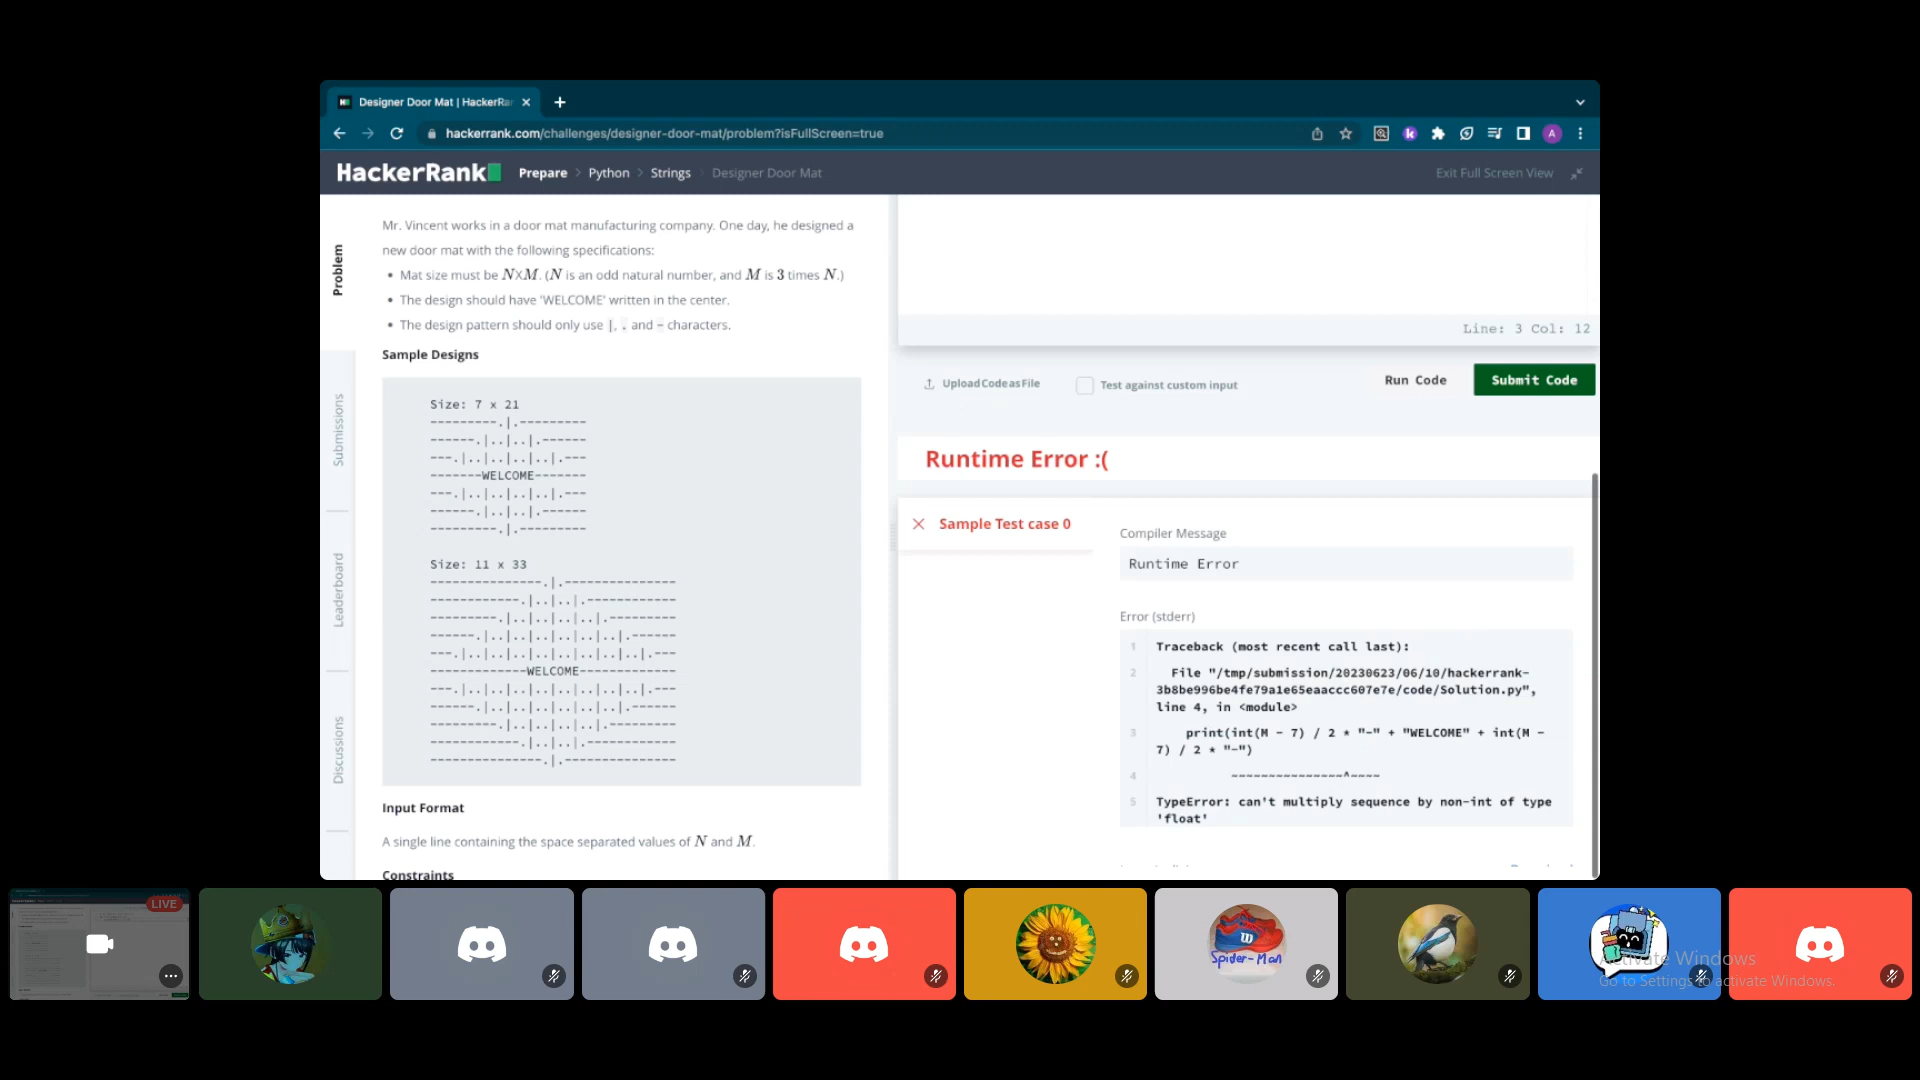 Designer Door Mat | HackerRa
hackerrank.com/challenges/designer-door-mat/problem?isFullScreen=true
A
HackerRank
Prepare > Python > Strings > Designer Door Mat
Exit Full Screen View
Problem
Submissions
Leaderboard
Discussions
Mr. Vincent works in a door mat manufacturing company. One day, he designed a
new door mat with the following specifications:
• Mat size must be NXM. (N is an odd natural number, and M is 3 times N.)
• The design should have 'WELCOME' written in the center.
• The design pattern should only use |, . and - characters.
Sample Designs
Size: 7 x 21
---------.|.---------
------.|..|..|.------
---.|..|..|..|..|.---
-------WELCOME-------
---.|..|..|..|..|.---
------.|..|..|.------
---------.|.---------
Size: 11 x 33
---------------.|.---------------
------------.|..|..|.------------
---------.|..|..|..|..|.---------
------.|..|..|..|..|..|..|.------
---.|..|..|..|..|..|..|..|..|.---
-------------WELCOME-------------
---.|..|..|..|..|..|..|..|..|.---
------.|..|..|..|..|..|..|.------
---------.|..|..|..|..|.---------
------------.|..|..|.------------
---------------.|.---------------
Input Format
A single line containing the space separated values of N and M.
Constraints
Line: 3 Col: 12
Upload Code as File
Test against custom input
Run Code
Submit Code
Runtime Error :(
Sample Test case 0
Compiler Message
Runtime Error
Error (stderr)
1 Traceback (most recent call last):
2 File "/tmp/submission/20230623/06/10/hackerrank-
3b8be996be4fe79a1e65eaaccc607e7e/code/Solution.py",
line 4, in <module>
3 print(int(M - 7) / 2 * "-" + "WELCOME" + int(M -
7) / 2 * "-")
4 ~~~~~~~~~~~~~~~^~~~~
5 TypeError: can't multiply sequence by non-int of type
'float'
LIVE
W
Spider-Man
Activate Windows
Go to Settings to activate Windows.